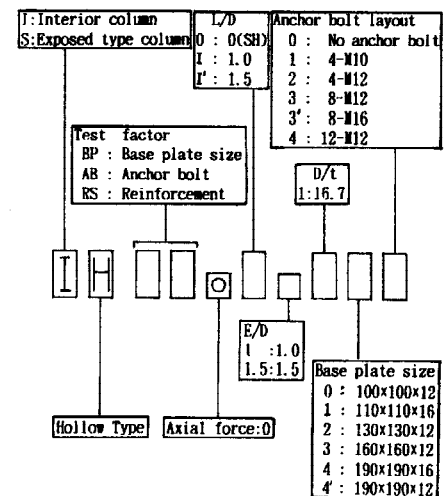 I:Interior column
S:Exposed type column
L/D
0 : 0(SH)
I : 1.0
I' : 1.5
Anchor bolt layout
0 : No anchor bolt
1 : 4-M10
2 : 4-M12
3 : 8-M12
3' : 8-M16
4 : 12-M12
Test factor
BP : Base plate size
AB : Anchor bolt
RS : Reinforcement
D/t
1:16.7
I H O
E/D
1 :1.0
1.5:1.5
Base plate size
0 : 100×100×12
1 : 110×110×16
2 : 130×130×12
3 : 160×160×12
4 : 190×190×16
4' : 190×190×12
Hollow Type
Axial force:0